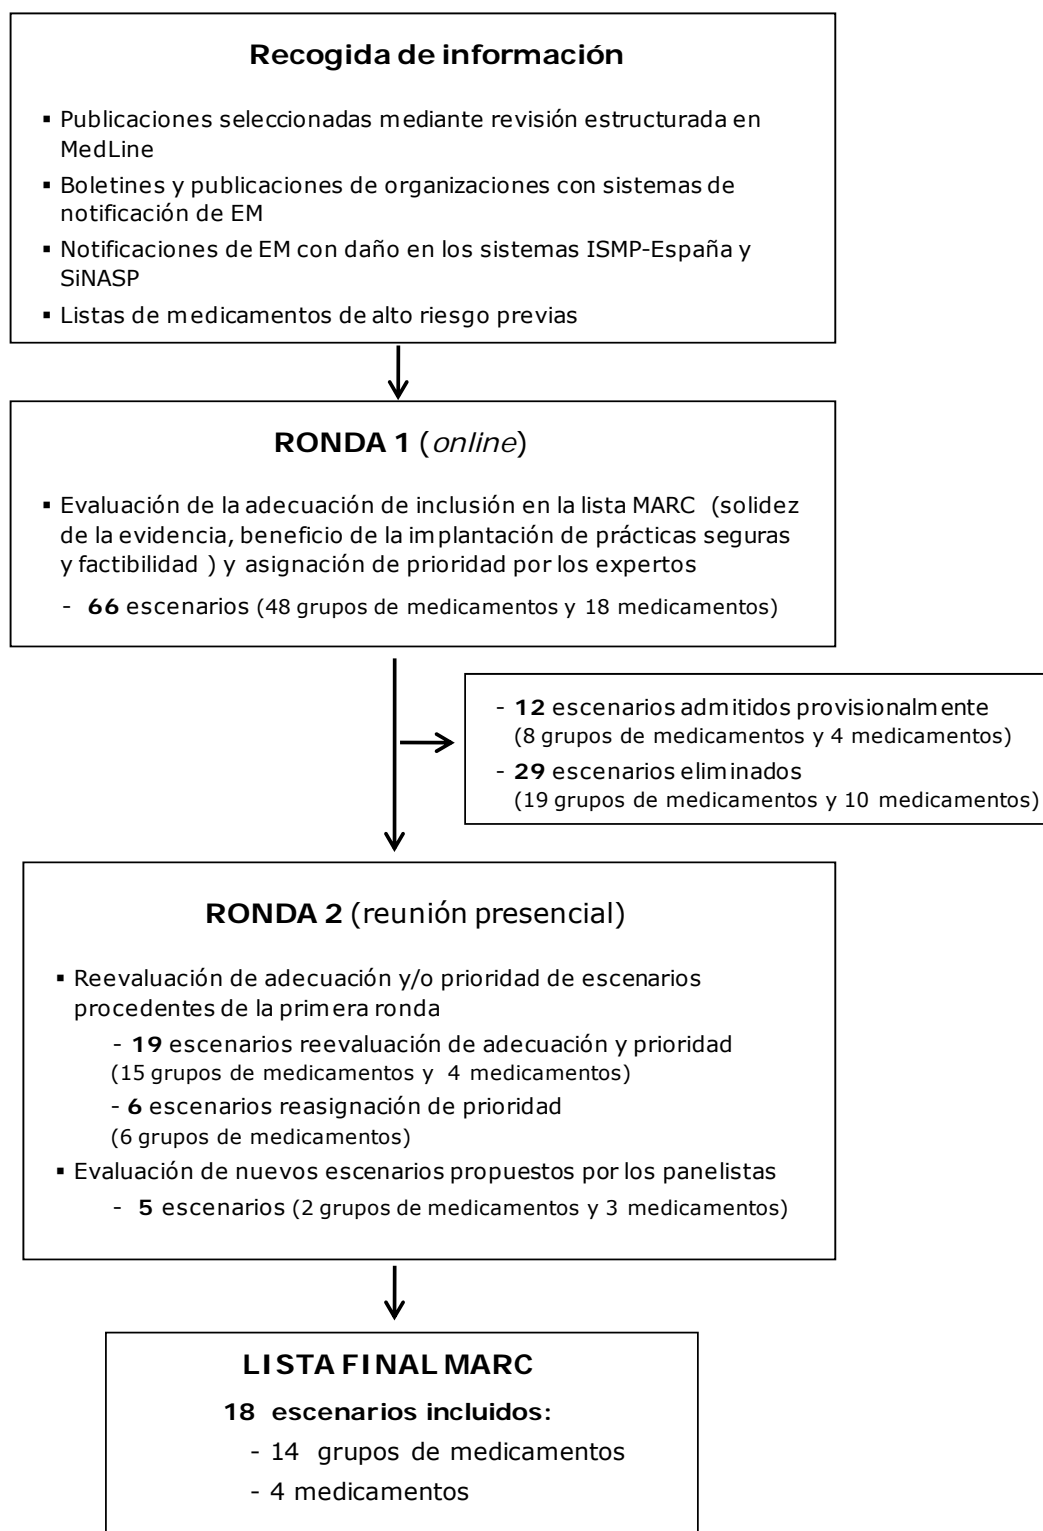 Recogida de información
▪ Publicaciones seleccionadas mediante revisión estructurada en
MedLine
▪ Boletines y publicaciones de organizaciones con sistemas de
notificación de EM
▪ Notificaciones de EM con daño en los sistemas ISMP-España y
SiNASP
▪ Listas de medicamentos de alto riesgo previas
RONDA 1 (online)
▪ Evaluación de la adecuación de inclusión en la lista MARC (solidez
de la evidencia, beneficio de la implantación de prácticas seguras
y factibilidad ) y asignación de prioridad por los expertos
- 66 escenarios (48 grupos de medicamentos y 18 medicamentos)
- 12 escenarios admitidos provisionalmente
(8 grupos de medicamentos y 4 medicamentos)
- 29 escenarios eliminados
(19 grupos de medicamentos y 10 medicamentos)
RONDA 2 (reunión presencial)
▪ Reevaluación de adecuación y/o prioridad de escenarios
procedentes de la primera ronda
- 19 escenarios reevaluación de adecuación y prioridad
(15 grupos de medicamentos y 4 medicamentos)
- 6 escenarios reasignación de prioridad
(6 grupos de medicamentos)
▪ Evaluación de nuevos escenarios propuestos por los panelistas
- 5 escenarios (2 grupos de medicamentos y 3 medicamentos)
LISTA FINAL MARC
18 escenarios incluidos:
- 14 grupos de medicamentos
- 4 medicamentos